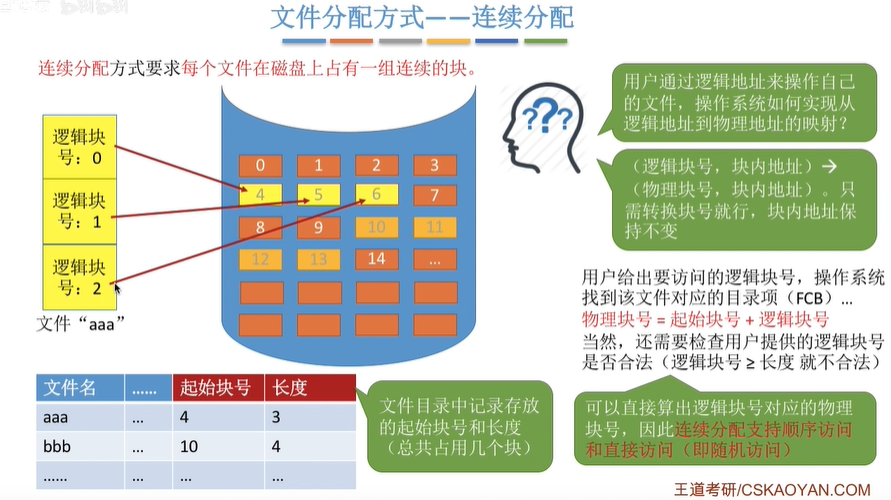 文件分配方式——连续分配
连续分配方式要求每个文件在磁盘上占有一组连续的块。
逻辑块
号：0
逻辑块
号：1
逻辑块
号：2
文件“aaa”
0 1 2 3
4 5 6 7
8 9 10 11
12 13 14 ...
???
用户通过逻辑地址来操作自己
的文件，操作系统如何实现从
逻辑地址到物理地址的映射？
（逻辑块号，块内地址）→
（物理块号，块内地址）。只
需转换块号就行，块内地址保
持不变
用户给出要访问的逻辑块号，操作系统
找到该文件对应的目录项（FCB）...
物理块号 = 起始块号 + 逻辑块号
当然，还需要检查用户提供的逻辑块号
是否合法（逻辑块号 ≥ 长度 就不合法）
文件名 …… 起始块号 长度
aaa ... 4 3
bbb ... 10 4
…… ... ... ...
文件目录中记录存放
的起始块号和长度
（总共占用几个块）
可以直接算出逻辑块号对应的物理
块号，因此连续分配支持顺序访问
和直接访问（即随机访问）
王道考研/CSKAOYAN.COM